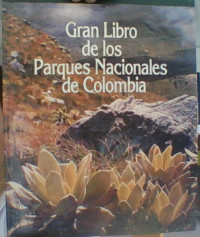 Gran Libro
de los
Parques Nacionales
de Colombia